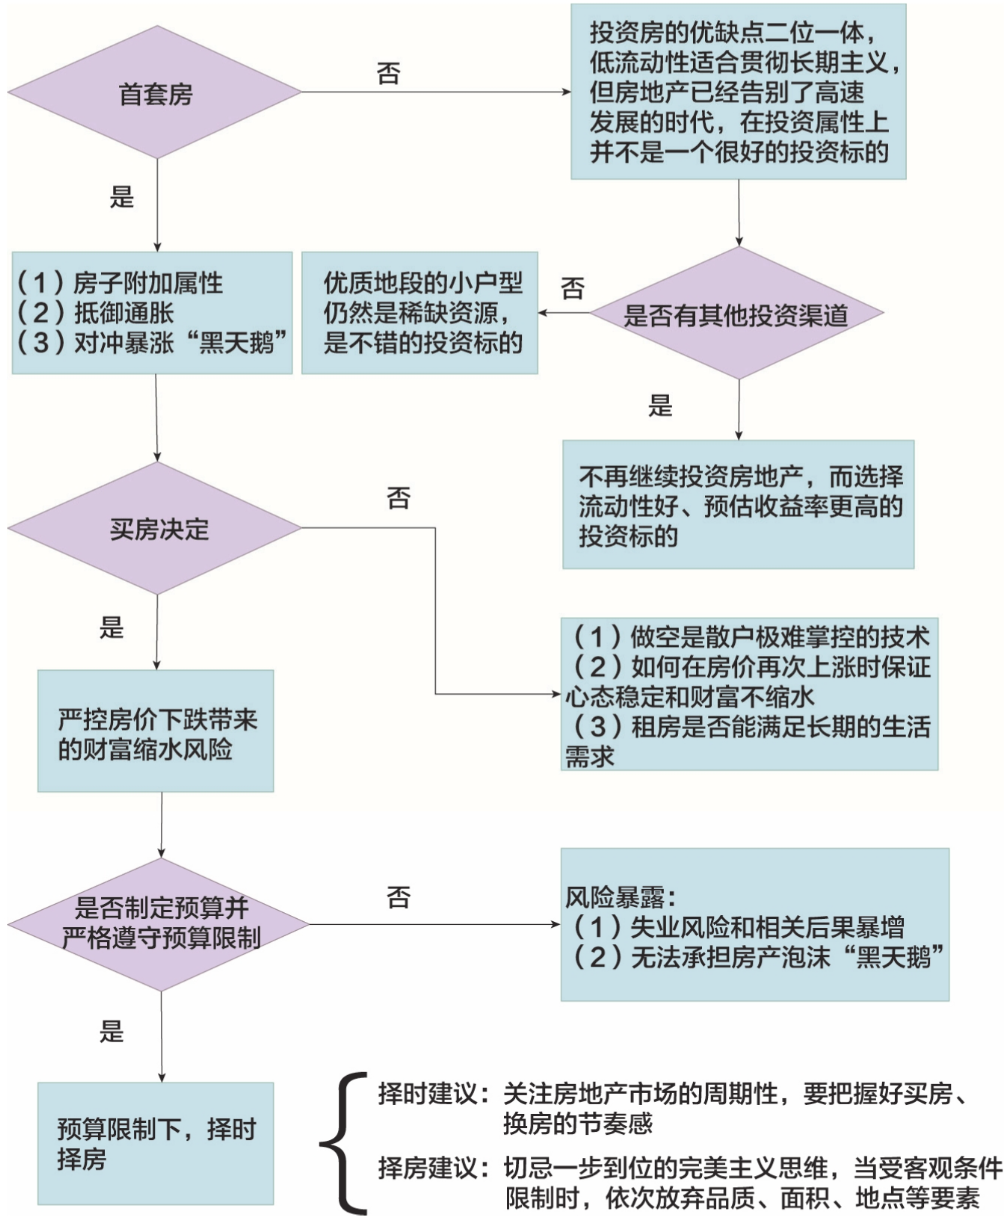 首套房
否
投资房的优缺点二位一体，
低流动性适合贯彻长期主义，
但房地产已经告别了高速
发展的时代，在投资属性上
并不是一个很好的投资标的
是
（1）房子附加属性
（2）抵御通胀
（3）对冲暴涨“黑天鹅”
优质地段的小户型
仍然是稀缺资源，
是不错的投资标的
否
是否有其他投资渠道
是
不再继续投资房地产，而选择
流动性好、预估收益率更高的
投资标的
买房决定
否
是
（1）做空是散户极难掌控的技术
（2）如何在房价再次上涨时保证
心态稳定和财富不缩水
（3）租房是否能满足长期的生活
需求
严控房价下跌带来
的财富缩水风险
是否制定预算并
严格遵守预算限制
否
风险暴露：
（1）失业风险和相关后果暴增
（2）无法承担房产泡沫“黑天鹅”
是
预算限制下，择时
择房
择时建议：关注房地产市场的周期性，要把握好买房、
换房的节奏感
择房建议：切忌一步到位的完美主义思维，当受客观条件
限制时，依次放弃品质、面积、地点等要素